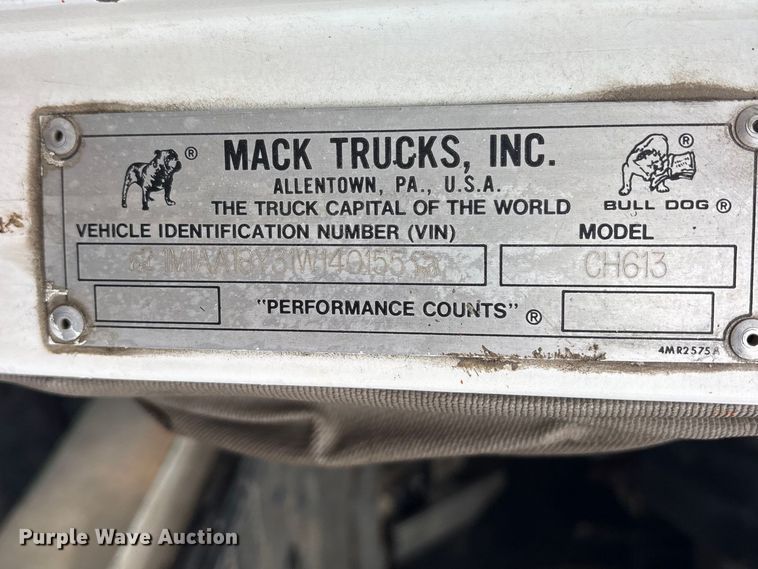 MACK TRUCKS, INC.
ALLENTOWN, PA., U.S.A.
THE TRUCK CAPITAL OF THE WORLD
BULL DOG ®
VEHICLE IDENTIFICATION NUMBER (VIN)
MODEL
1M1AA18Y31W140155
CH613
"PERFORMANCE COUNTS" ®
4MR2575A
Purple Wave Auction